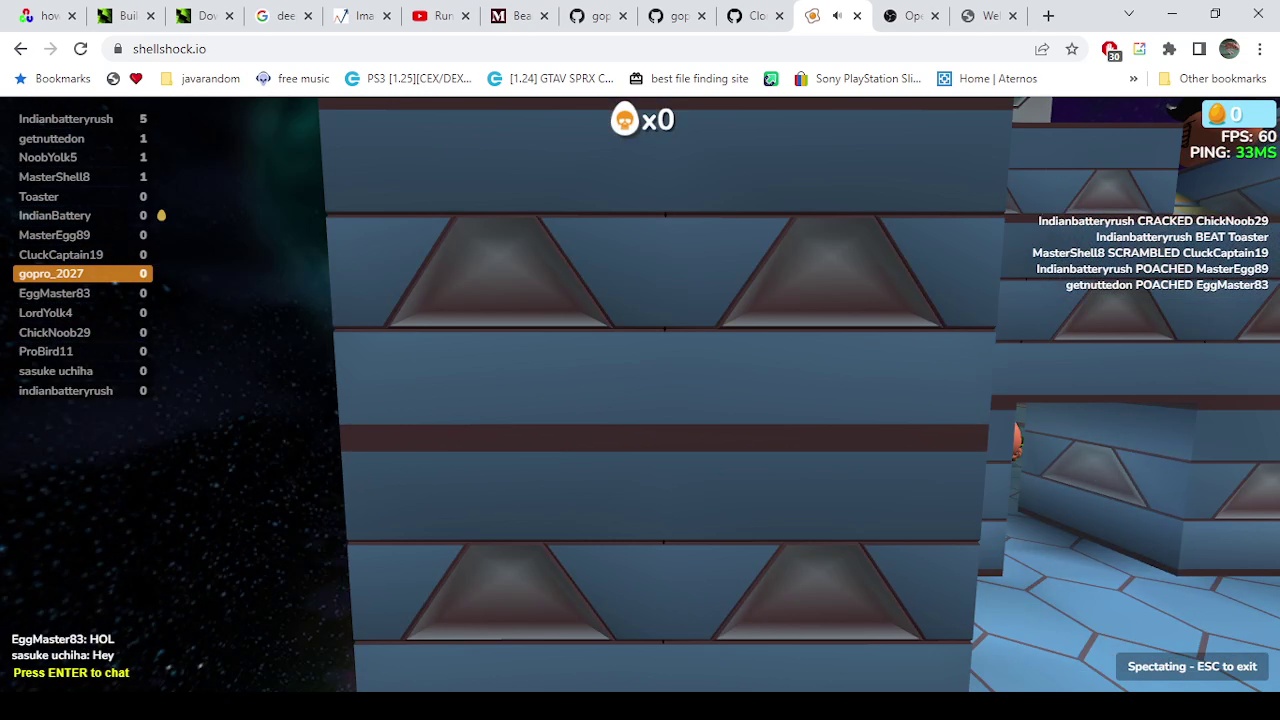 how
Buil
Dow
dee
Ima
Run
Bea
gop
gop
Clo
Ope
Wel
shellshock.io
30
Bookmarks
javarandom
free music
PS3 [1.25][CEX/DEX...
[1.24] GTAV SPRX C...
best file finding site
Sony PlayStation Sli...
Home | Aternos
»
Other bookmarks
x0
0
FPS: 60
PING: 33MS
Indianbatteryrush 5
getnuttedon 1
NoobYolk5 1
MasterShell8 1
Toaster 0
IndianBattery 0
MasterEgg89 0
CluckCaptain19 0
gopro_2027 0
EggMaster83 0
LordYolk4 0
ChickNoob29 0
ProBird11 0
sasuke uchiha 0
indianbatteryrush 0
Indianbatteryrush CRACKED ChickNoob29
Indianbatteryrush BEAT Toaster
MasterShell8 SCRAMBLED CluckCaptain19
Indianbatteryrush POACHED MasterEgg89
getnuttedon POACHED EggMaster83
EggMaster83: HOL
sasuke uchiha: Hey
Press ENTER to chat
Spectating - ESC to exit